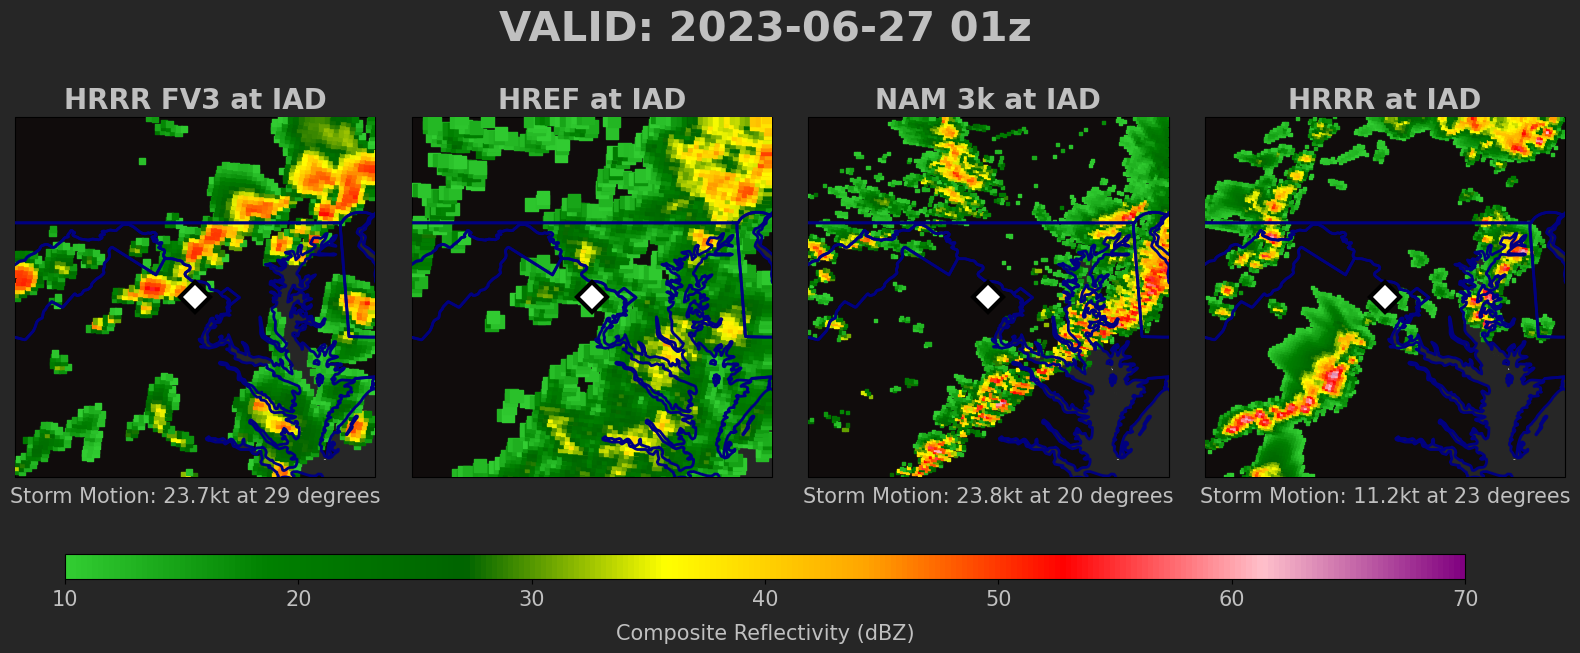 VALID: 2023-06-27 01z
HRRR FV3 at IAD
HREF at IAD
NAM 3k at IAD
HRRR at IAD
Storm Motion: 23.7kt at 29 degrees
Storm Motion: 23.8kt at 20 degrees
Storm Motion: 11.2kt at 23 degrees
10 20 30 40 50 60 70
Composite Reflectivity (dBZ)